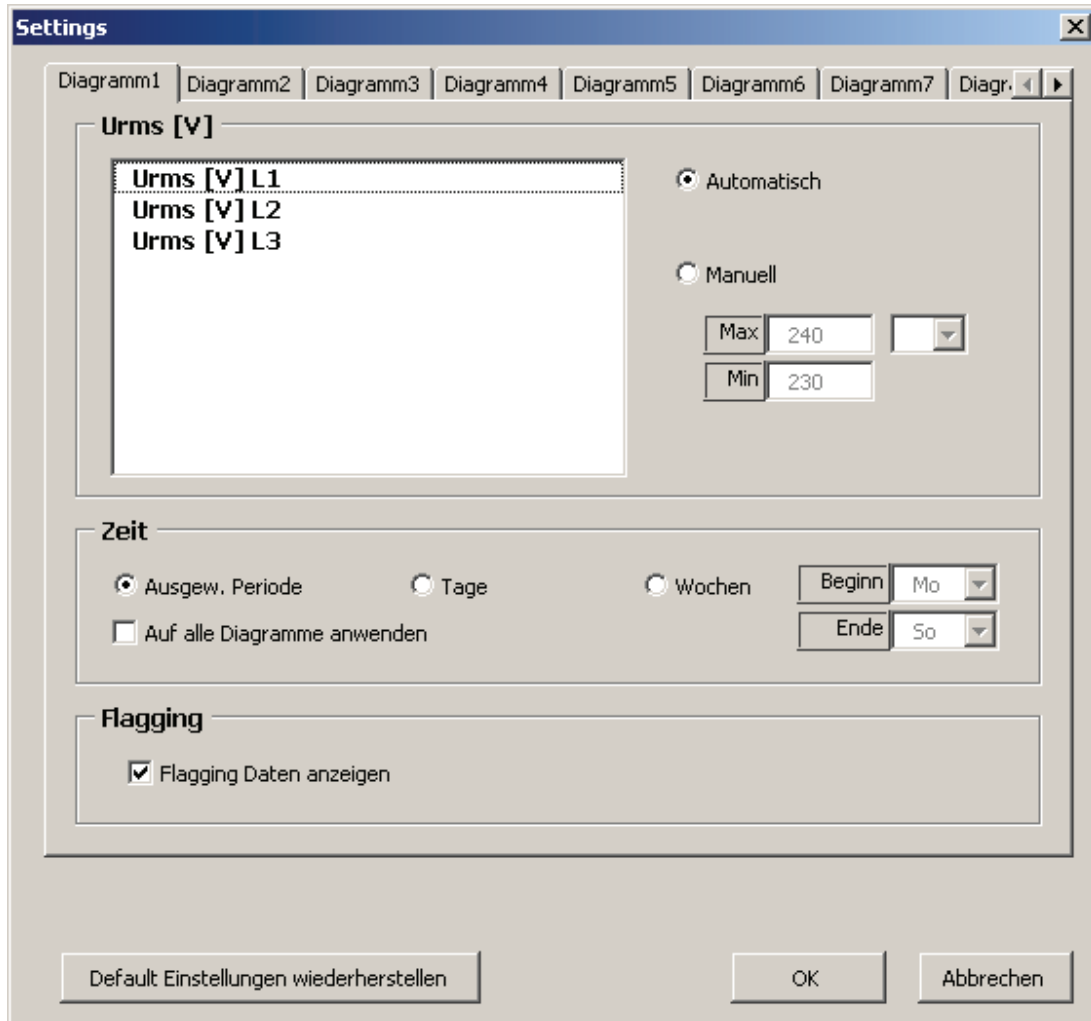 Settings
Diagramm1 Diagramm2 Diagramm3 Diagramm4 Diagramm5 Diagramm6 Diagramm7 Diagr
Urms [V]
Urms [V] L1
Urms [V] L2
Urms [V] L3
Automatisch
Manuell
Max 240
Min 230
Zeit
Ausgew. Periode Tage Wochen Beginn Mo
Auf alle Diagramme anwenden Ende So
Flagging
Flagging Daten anzeigen
Default Einstellungen wiederherstellen OK Abbrechen